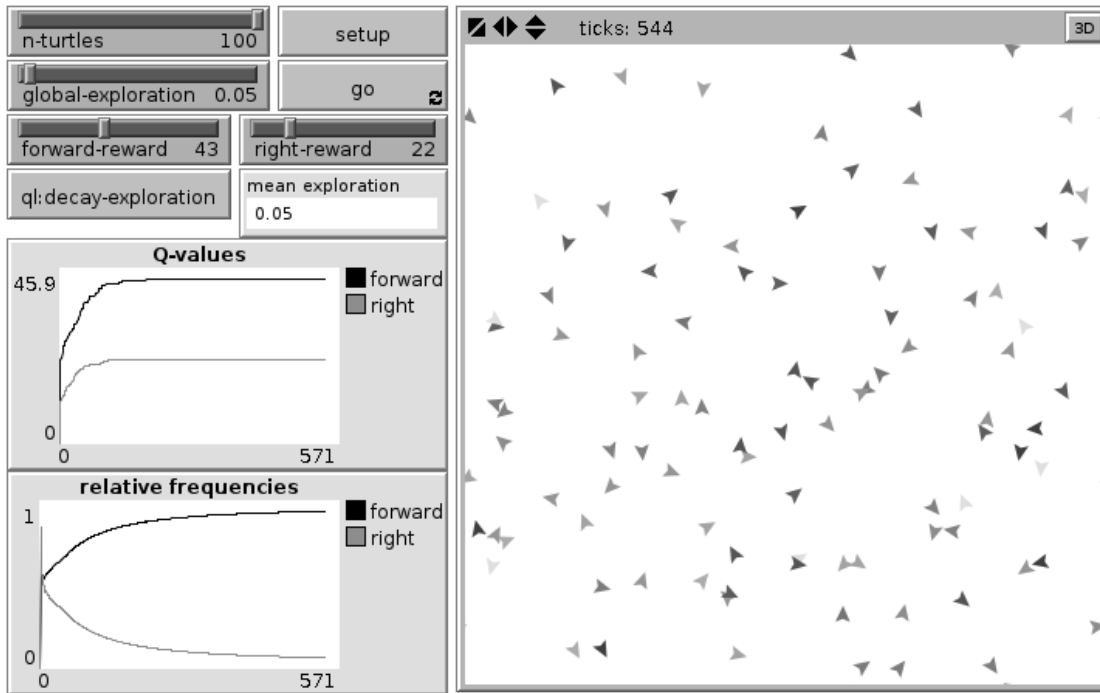 n-turtles 100
setup
global-exploration 0.05
go
forward-reward 43
right-reward 22
ql:decay-exploration
mean exploration
0.05
Q-values
45.9
0
0 571
forward
right
relative frequencies
1
0
0 571
forward
right
ticks: 544
3D